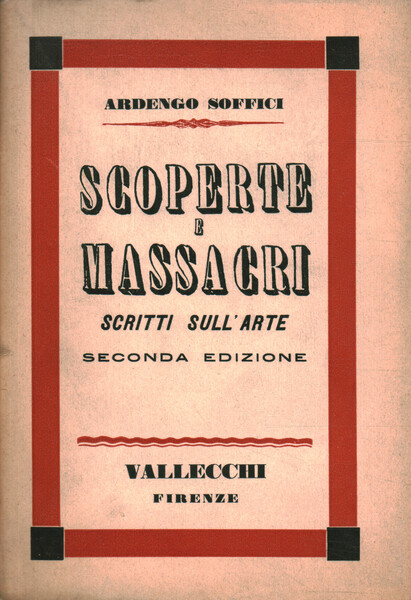 ARDENGO SOFFICI
SCOPERTE
E
MASSACRI
SCRITTI SULL'ARTE
SECONDA EDIZIONE
VALLECCHI
FIRENZE